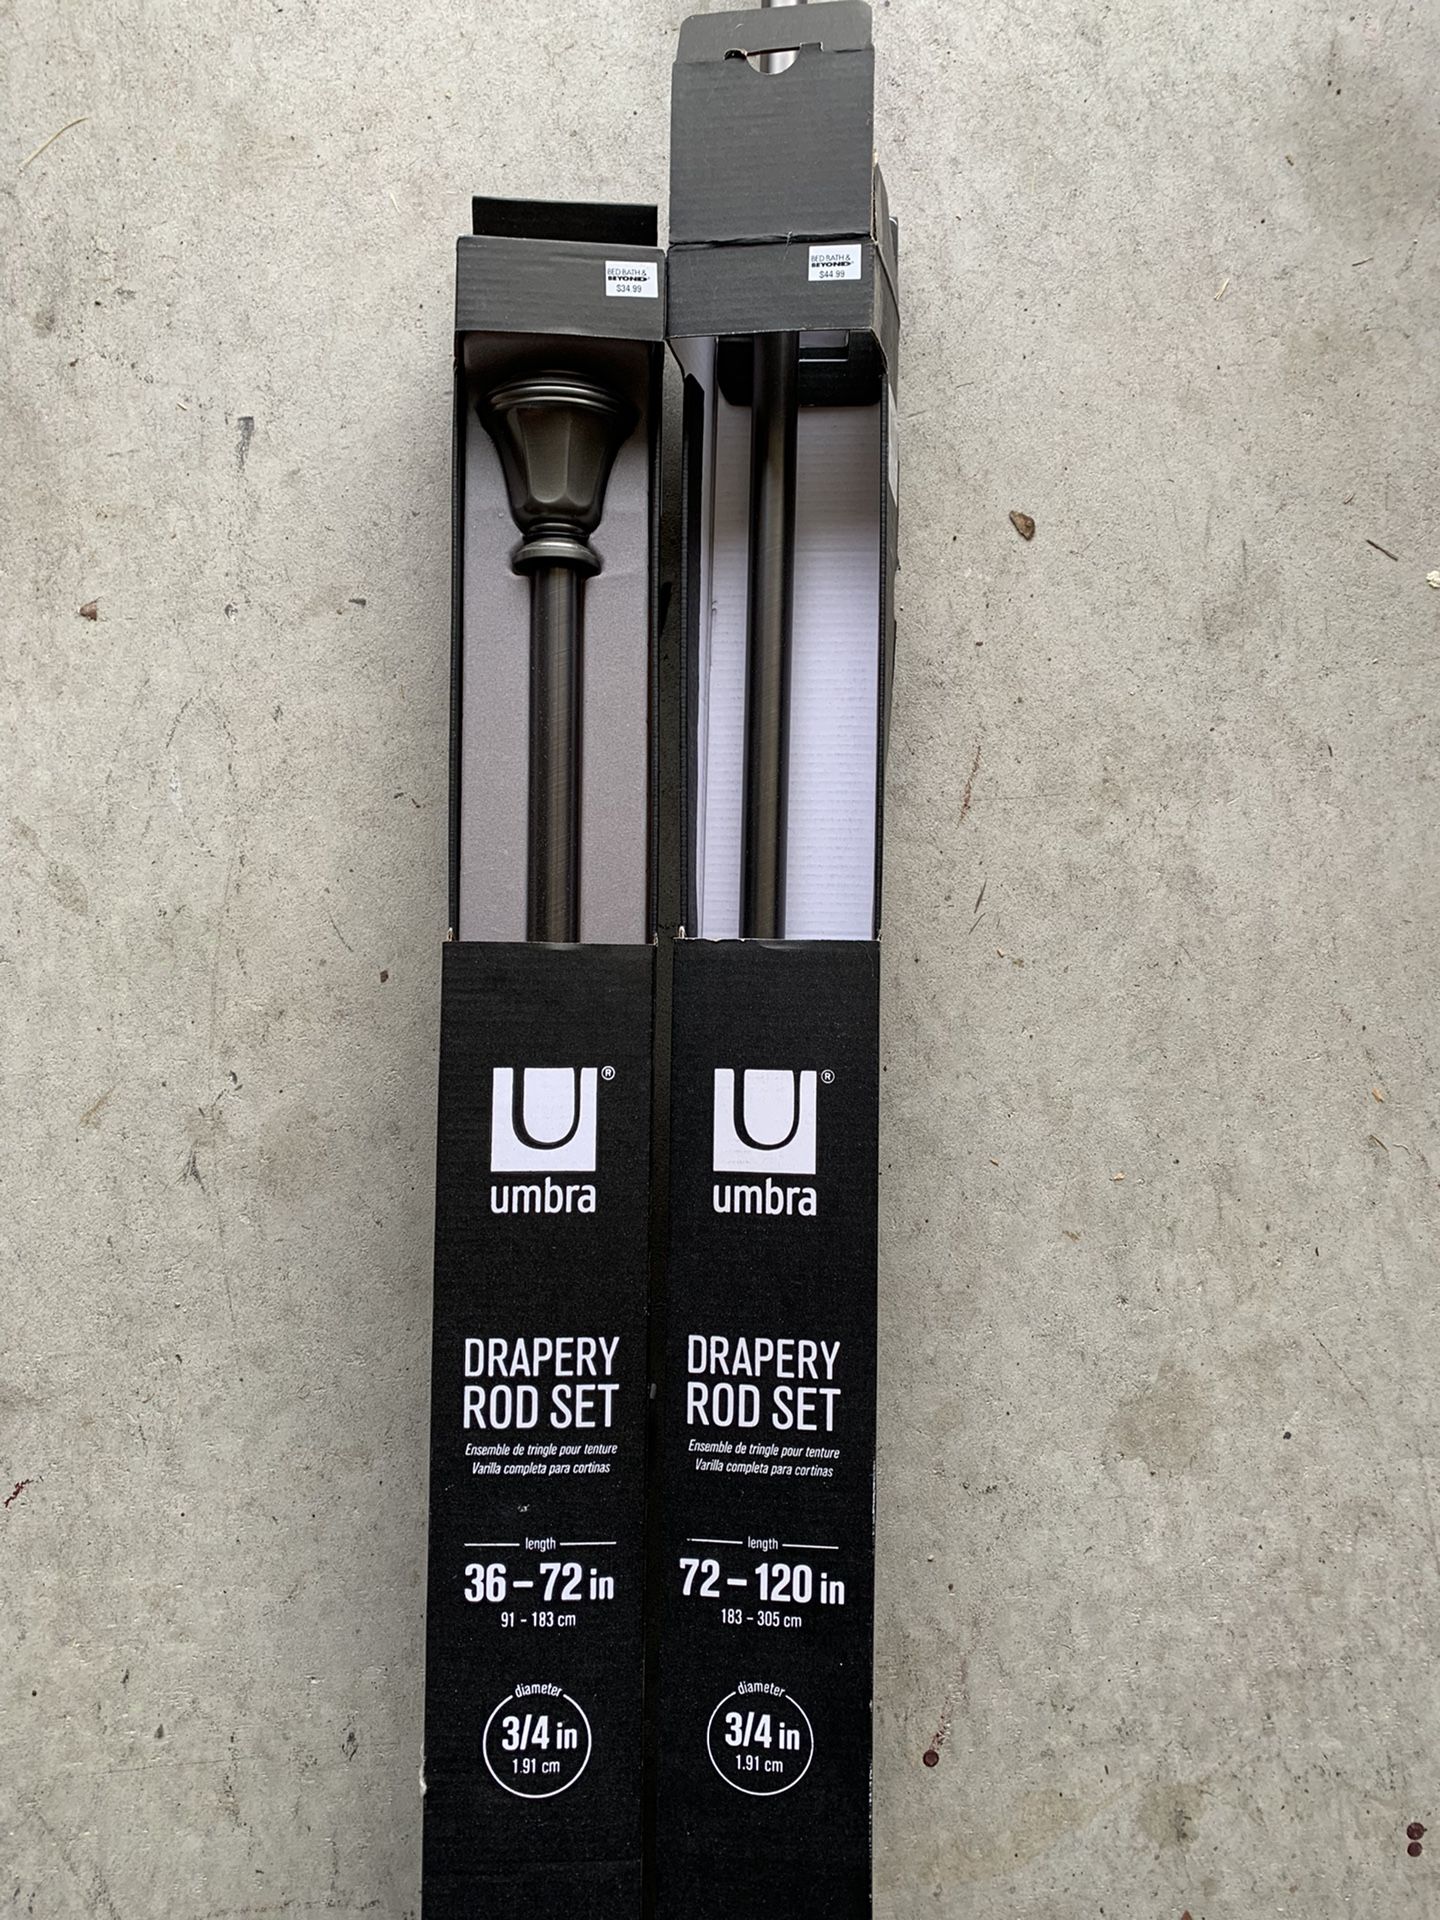 BED BATH &
BEYOND
$34.99
BED BATH &
BEYOND
$44.99
U®
umbra
DRAPERY
ROD SET
Ensemble de tringle pour tenture
Varilla completa para cortinas
length
36 – 72 in
91 - 183 cm
diameter
3/4 in
1.91 cm
U®
umbra
DRAPERY
ROD SET
Ensemble de tringle pour tenture
Varilla completa para cortinas
length
72 – 120 in
183 - 305 cm
diameter
3/4 in
1.91 cm